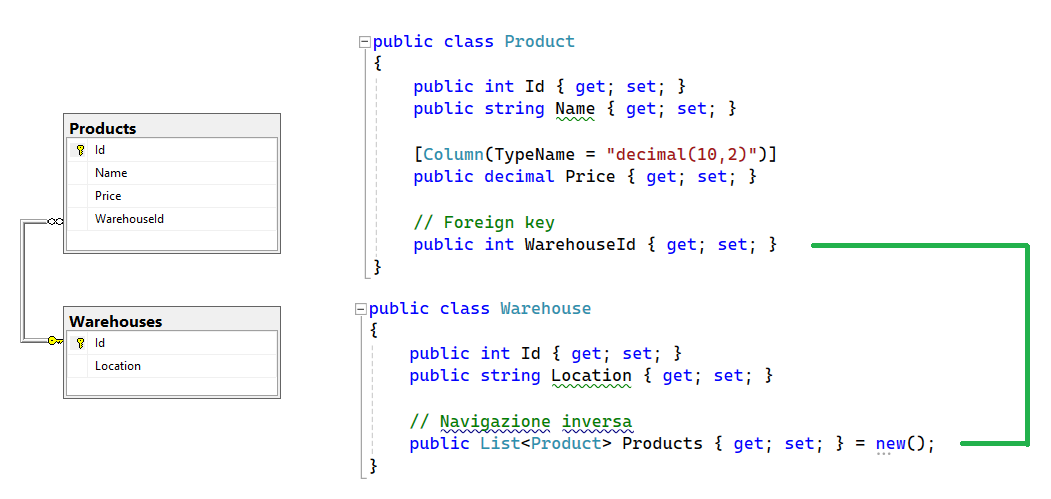 Products
Id
Name
Price
WarehouseId
Warehouses
Id
Location
public class Product
{
public int Id { get; set; }
public string Name { get; set; }
[Column(TypeName = "decimal(10,2)")]
public decimal Price { get; set; }
// Foreign key
public int WarehouseId { get; set; }
}
public class Warehouse
{
public int Id { get; set; }
public string Location { get; set; }
// Navigazione inversa
public List<Product> Products { get; set; } = new();
}